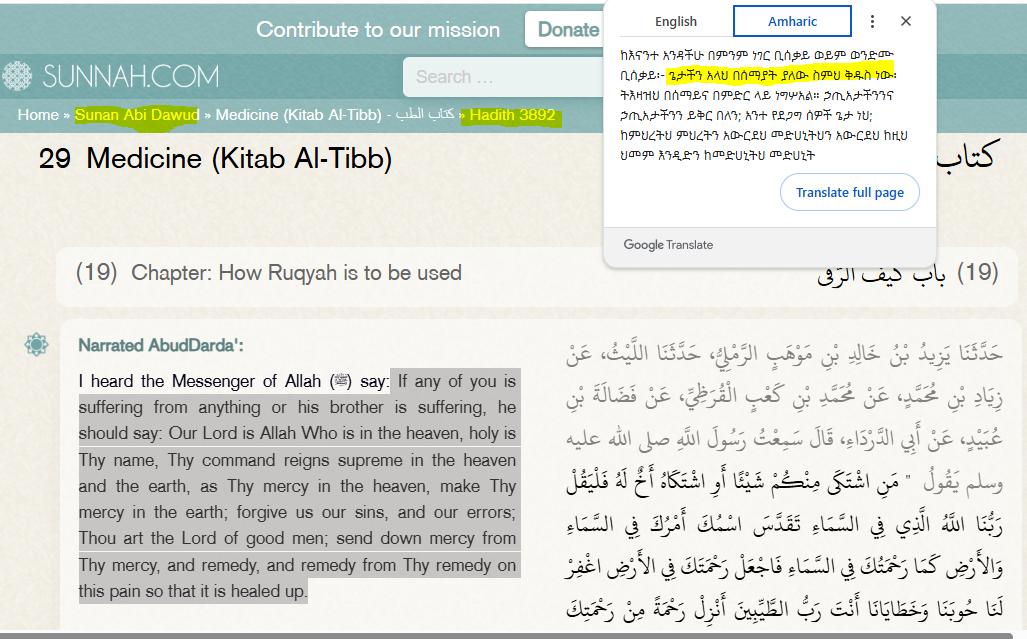 Contribute to our mission
Donate
SUNNAH.COM
Search …
Home » Sunan Abi Dawud » Medicine (Kitab Al-Tibb) - كتاب الطب » Hadith 3892
29 Medicine (Kitab Al-Tibb)
كتاب
English
Amharic
ከእናንተ አንዳችሁ በምንም ነገር ቢሰቃይ ወይም ወንድሙ
ቢሰቃይ፡- ጌታችን አላህ በሰማያት ያለው ስምህ ቅዱስ ነው፡
ትእዛዝህ በሰማይና በምድር ላይ ነግሦአል። ኃጢአታችንንና
ኃጢአታችንን ይቅር በለን; አንተ የደጋግ ሰዎች ጌታ ነህ;
ከምህረትህ ምህረትን አውርደህ መድሀኒትህን አውርደህ ከዚህ
ህመም እንዲድን ከመድሀኒትህ መድሀኒት
Translate full page
Google Translate
(19) Chapter: How Ruqyah is to be used
(19) باب كَيْفَ الرُّقَى
Narrated AbudDarda':
I heard the Messenger of Allah (ﷺ) say: If any of you is
suffering from anything or his brother is suffering, he
should say: Our Lord is Allah Who is in the heaven, holy is
Thy name, Thy command reigns supreme in the heaven
and the earth, as Thy mercy in the heaven, make Thy
mercy in the earth; forgive us our sins, and our errors;
Thou art the Lord of good men; send down mercy from
Thy mercy, and remedy, and remedy from Thy remedy on
this pain so that it is healed up.
حَدَّثَنَا يَزِيدُ بْنُ خَالِدِ بْنِ مَوْهَبٍ الرَّمْلِيُّ، حَدَّثَنَا اللَّيْثُ، عَنْ
زِيَادِ بْنِ مُحَمَّدٍ، عَنْ مُحَمَّدِ بْنِ كَعْبٍ الْقُرَظِيِّ، عَنْ فَضَالَةَ بْنِ
عُبَيْدٍ، عَنْ أَبِي الدَّرْدَاءِ، قَالَ سَمِعْتُ رَسُولَ اللَّهِ صلى الله عليه
وسلم يَقُولُ " مَنِ اشْتَكَى مِنْكُمْ شَيْئًا أَوِ اشْتَكَاهُ أَخٌ لَهُ فَلْيَقُلْ
رَبُّنَا اللَّهُ الَّذِي فِي السَّمَاءِ تَقَدَّسَ اسْمُكَ أَمْرُكَ فِي السَّمَاءِ
وَالأَرْضِ كَمَا رَحْمَتُكَ فِي السَّمَاءِ فَاجْعَلْ رَحْمَتَكَ فِي الأَرْضِ اغْفِرْ
لَنَا حُوبَنَا وَخَطَايَانَا أَنْتَ رَبُّ الطَّيِّبِينَ أَنْزِلْ رَحْمَةً مِنْ رَحْمَتِكَ